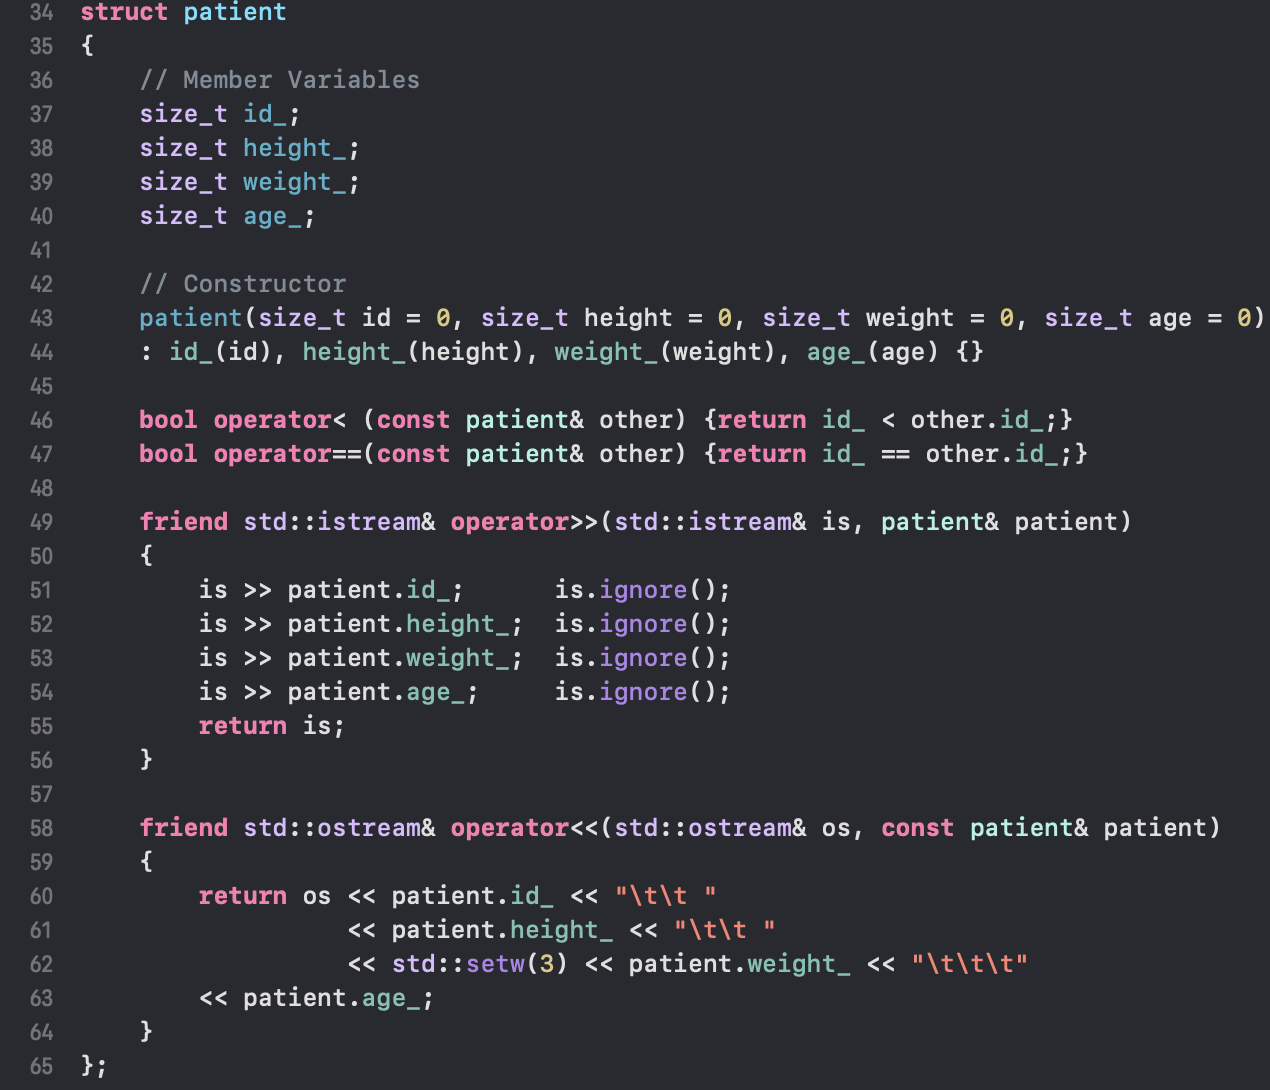 34 struct patient
35 {
36     // Member Variables
37     size_t id_;
38     size_t height_;
39     size_t weight_;
40     size_t age_;
41
42     // Constructor
43     patient(size_t id = 0, size_t height = 0, size_t weight = 0, size_t age = 0)
44     : id_(id), height_(height), weight_(weight), age_(age) {}
45
46     bool operator< (const patient& other) {return id_ < other.id_;}
47     bool operator==(const patient& other) {return id_ == other.id_;}
48
49     friend std::istream& operator>>(std::istream& is, patient& patient)
50     {
51         is >> patient.id_;      is.ignore();
52         is >> patient.height_;  is.ignore();
53         is >> patient.weight_;  is.ignore();
54         is >> patient.age_;     is.ignore();
55         return is;
56     }
57
58     friend std::ostream& operator<<(std::ostream& os, const patient& patient)
59     {
60         return os << patient.id_ << "\t\t "
61                   << patient.height_ << "\t\t "
62                   << std::setw(3) << patient.weight_ << "\t\t\t"
63         << patient.age_;
64     }
65 };